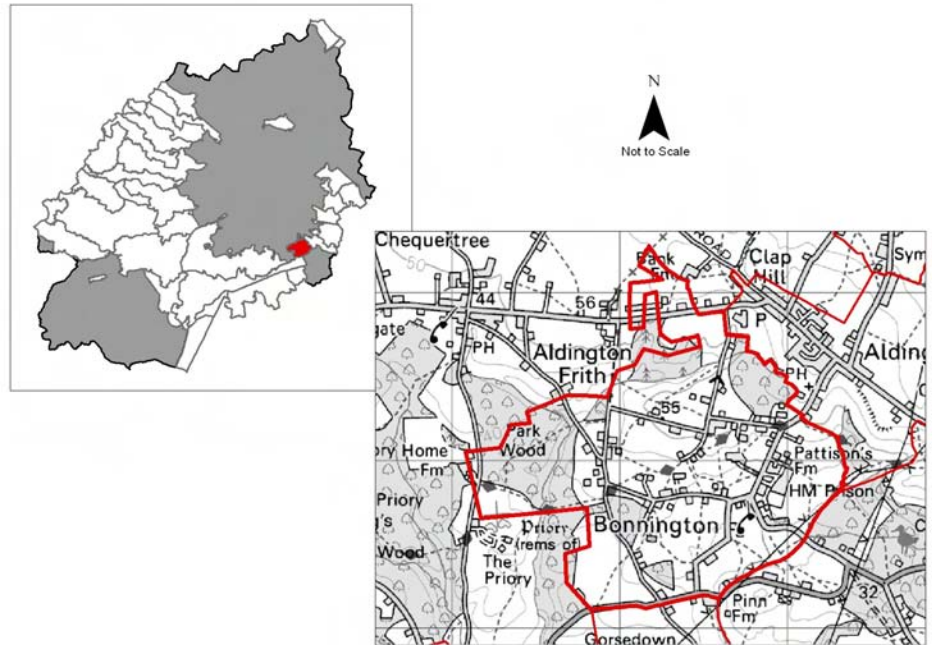 N
Not to Scale
Chequertree
50
44
56
ROAD
Bank
Fm
Clap
Hill
Sym
gate
PH
P
Aldington
Frith
Aldin
PH
55
Park
Wood
ory Home
Fm
Pattison's
Fm
HM Prison
Priory
g's
Wood
Priory
(rems of)
Bonnington
The
Priory
Pinn
Fm
32
C
Gorsedown